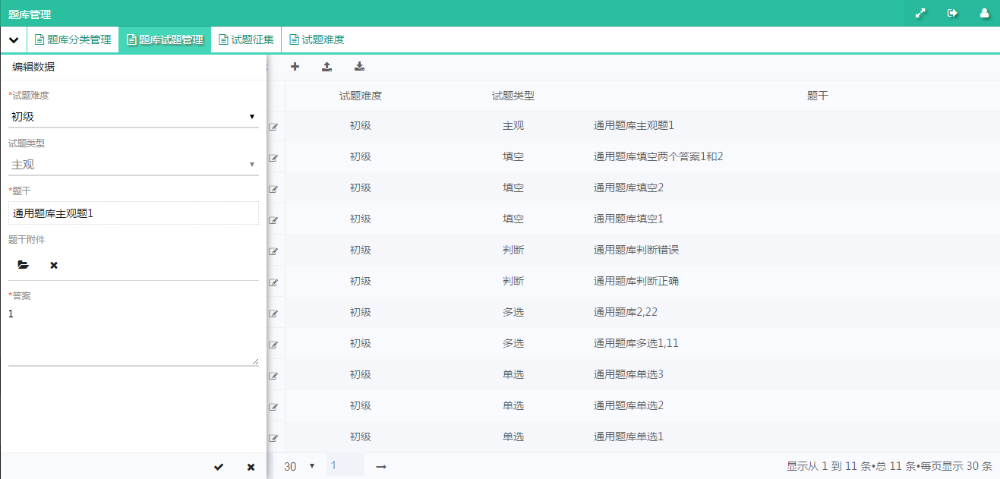 题库管理
题库分类管理 题库试题管理 试题征集 试题难度
编辑数据
*试题难度
初级
试题类型
主观
*题干
通用题库主观题1
题干附件
*答案
1
试题难度 试题类型 题干
初级 主观 通用题库主观题1
初级 填空 通用题库填空两个答案1和2
初级 填空 通用题库填空2
初级 填空 通用题库填空1
初级 判断 通用题库判断错误
初级 判断 通用题库判断正确
初级 多选 通用题库2,22
初级 多选 通用题库多选1,11
初级 单选 通用题库单选3
初级 单选 通用题库单选2
初级 单选 通用题库单选1
30 1 显示从 1 到 11 条•总 11 条•每页显示 30 条